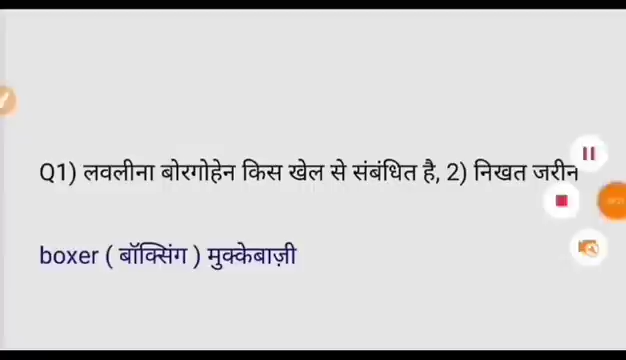 Q1) लवलीना बोरगोहेन किस खेल से संबंधित है, 2) निखत जरीन
boxer ( बॉक्सिंग ) मुक्केबाज़ी